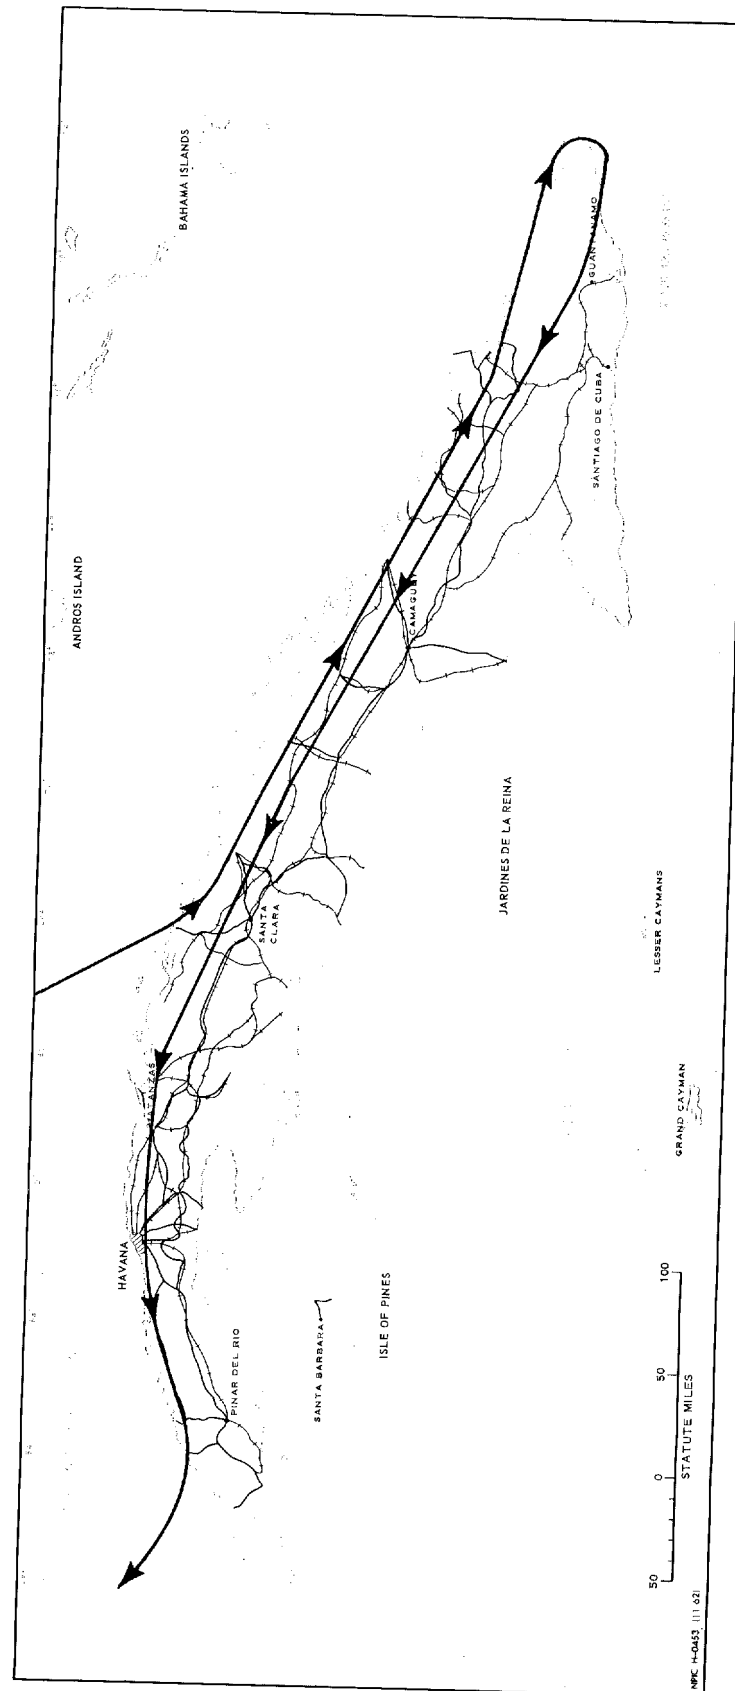 BAHAMA ISLANDS
ANDROS ISLAND
GUANTANAMO
SANTIAGO DE CUBA
CAMAGUEY
JARDINES DE LA REINA
SANTA
CLARA
LESSER CAYMANS
MATANZAS
GRAND CAYMAN
HAVANA
ISLE OF PINES
SANTA BARBARA
PINAR DEL RIO
50 0 50 100
STATUTE MILES
NPIC H-0453 (11 62)